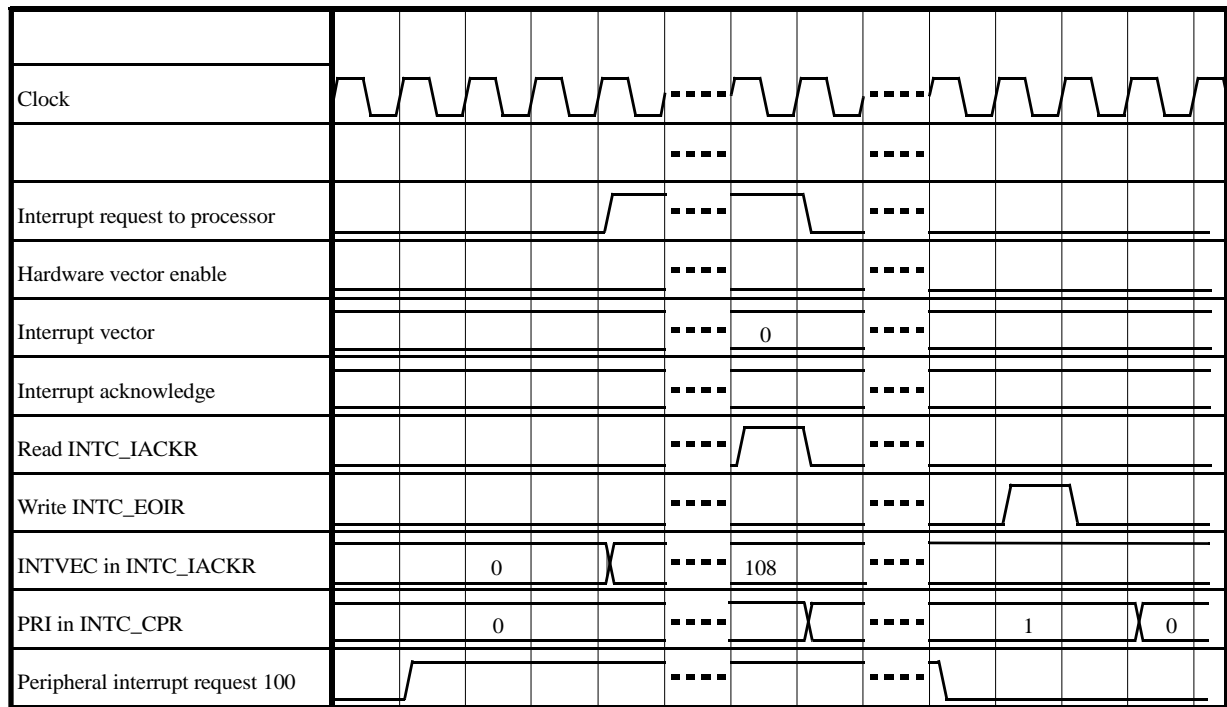 Clock
Interrupt request to processor
Hardware vector enable
Interrupt vector
0
Interrupt acknowledge
Read INTC_IACKR
Write INTC_EOIR
INTVEC in INTC_IACKR
0
108
PRI in INTC_CPR
0
1
0
Peripheral interrupt request 100